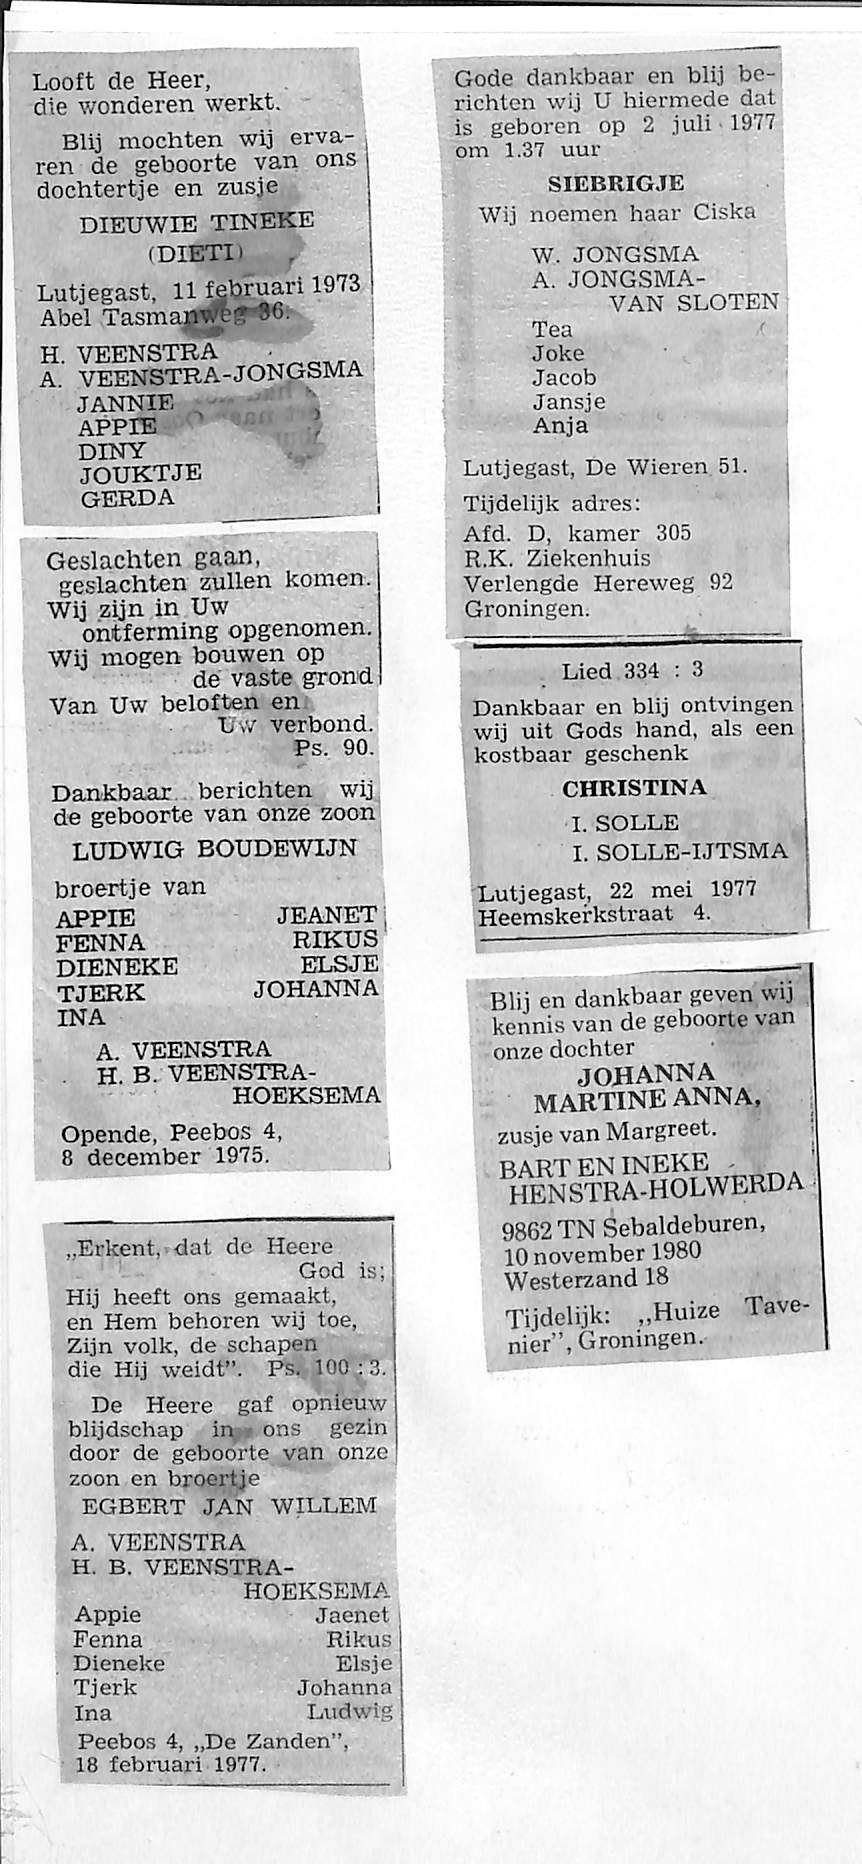 Looft de Heer,
die wonderen werkt.
Blij mochten wij erva-
ren de geboorte van ons
dochtertje en zusje
DIEUWIE TINEKE
(DIETI)
Lutjegast, 11 februari 1973
Abel Tasmanweg 36.
H. VEENSTRA
A. VEENSTRA-JONGSMA
JANNIE
APPIE
DINY
JOUKTJE
GERDA
Geslachten gaan,
geslachten zullen komen.
Wij zijn in Uw
ontferming opgenomen.
Wij mogen bouwen op
de vaste grond
Van Uw beloften en
Uw verbond.
Ps. 90.
Dankbaar berichten wij
de geboorte van onze zoon
LUDWIG BOUDEWIJN
broertje van
APPIE JEANET
FENNA RIKUS
DIENEKE ELSJE
TJERK JOHANNA
INA
A. VEENSTRA
H. B. VEENSTRA-
HOEKSEMA
Opende, Peebos 4,
8 december 1975.
„Erkent, dat de Heere
God is;
Hij heeft ons gemaakt,
en Hem behoren wij toe,
Zijn volk, de schapen
die Hij weidt”. Ps. 100 : 3.
De Heere gaf opnieuw
blijdschap in ons gezin
door de geboorte van onze
zoon en broertje
EGBERT JAN WILLEM
A. VEENSTRA
H. B. VEENSTRA-
HOEKSEMA
Appie Jaenet
Fenna Rikus
Dieneke Elsje
Tjerk Johanna
Ina Ludwig
Peebos 4, „De Zanden”,
18 februari 1977.
Gode dankbaar en blij be-
richten wij U hiermede dat
is geboren op 2 juli 1977
om 1.37 uur
SIEBRIGJE
Wij noemen haar Ciska
W. JONGSMA
A. JONGSMA-
VAN SLOTEN
Tea
Joke
Jacob
Jansje
Anja
Lutjegast, De Wieren 51.
Tijdelijk adres:
Afd. D, kamer 305
R.K. Ziekenhuis
Verlengde Hereweg 92
Groningen.
Lied 334 : 3
Dankbaar en blij ontvingen
wij uit Gods hand, als een
kostbaar geschenk
CHRISTINA
I. SOLLE
I. SOLLE-IJTSMA
Lutjegast, 22 mei 1977
Heemskerkstraat 4.
Blij en dankbaar geven wij
kennis van de geboorte van
onze dochter
JOHANNA
MARTINE ANNA,
zusje van Margreet.
BART EN INEKE
HENSTRA-HOLWERDA
9862 TN Sebaldeburen,
10 november 1980
Westerzand 18
Tijdelijk: „Huize Tave-
nier”, Groningen.